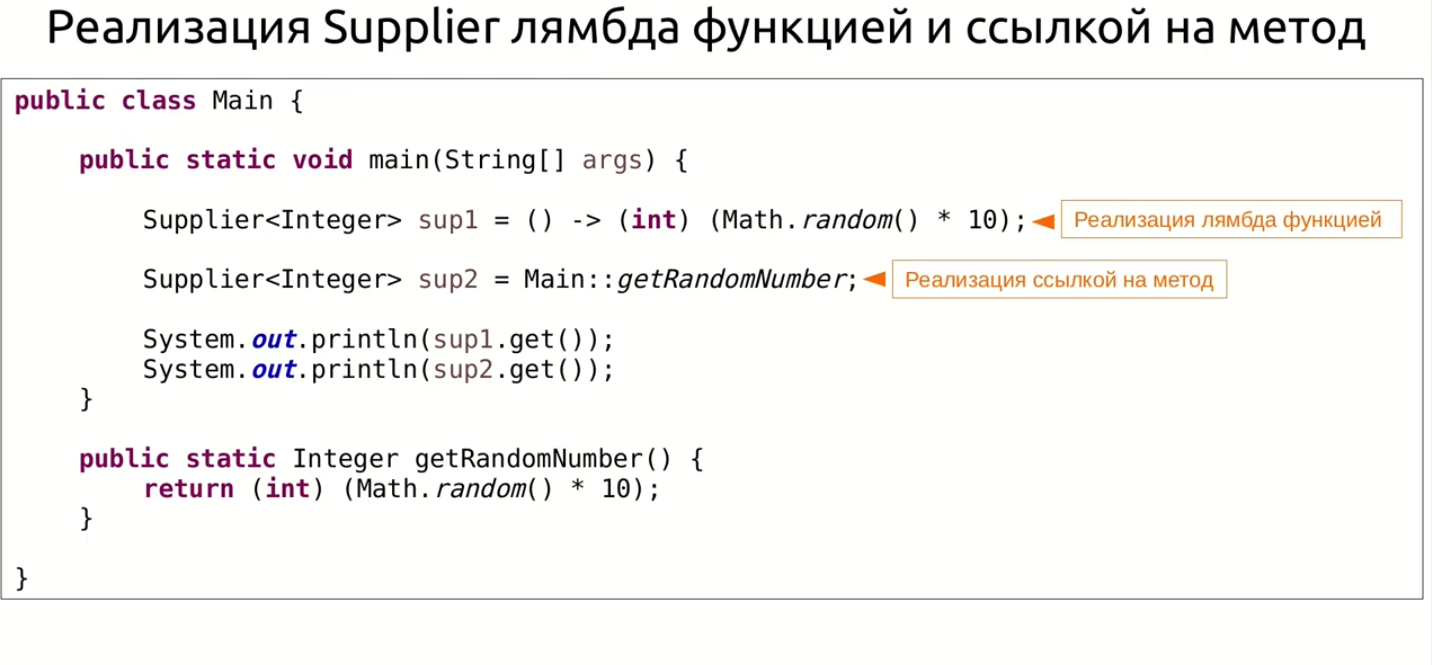 Реализация Supplier лямбда функцией и ссылкой на метод
public class Main {
public static void main(String[] args) {
Supplier<Integer> sup1 = () -> (int) (Math.random() * 10);
Реализация лямбда функцией
Supplier<Integer> sup2 = Main::getRandomNumber;
Реализация ссылкой на метод
System.out.println(sup1.get());
System.out.println(sup2.get());
}
public static Integer getRandomNumber() {
return (int) (Math.random() * 10);
}
}